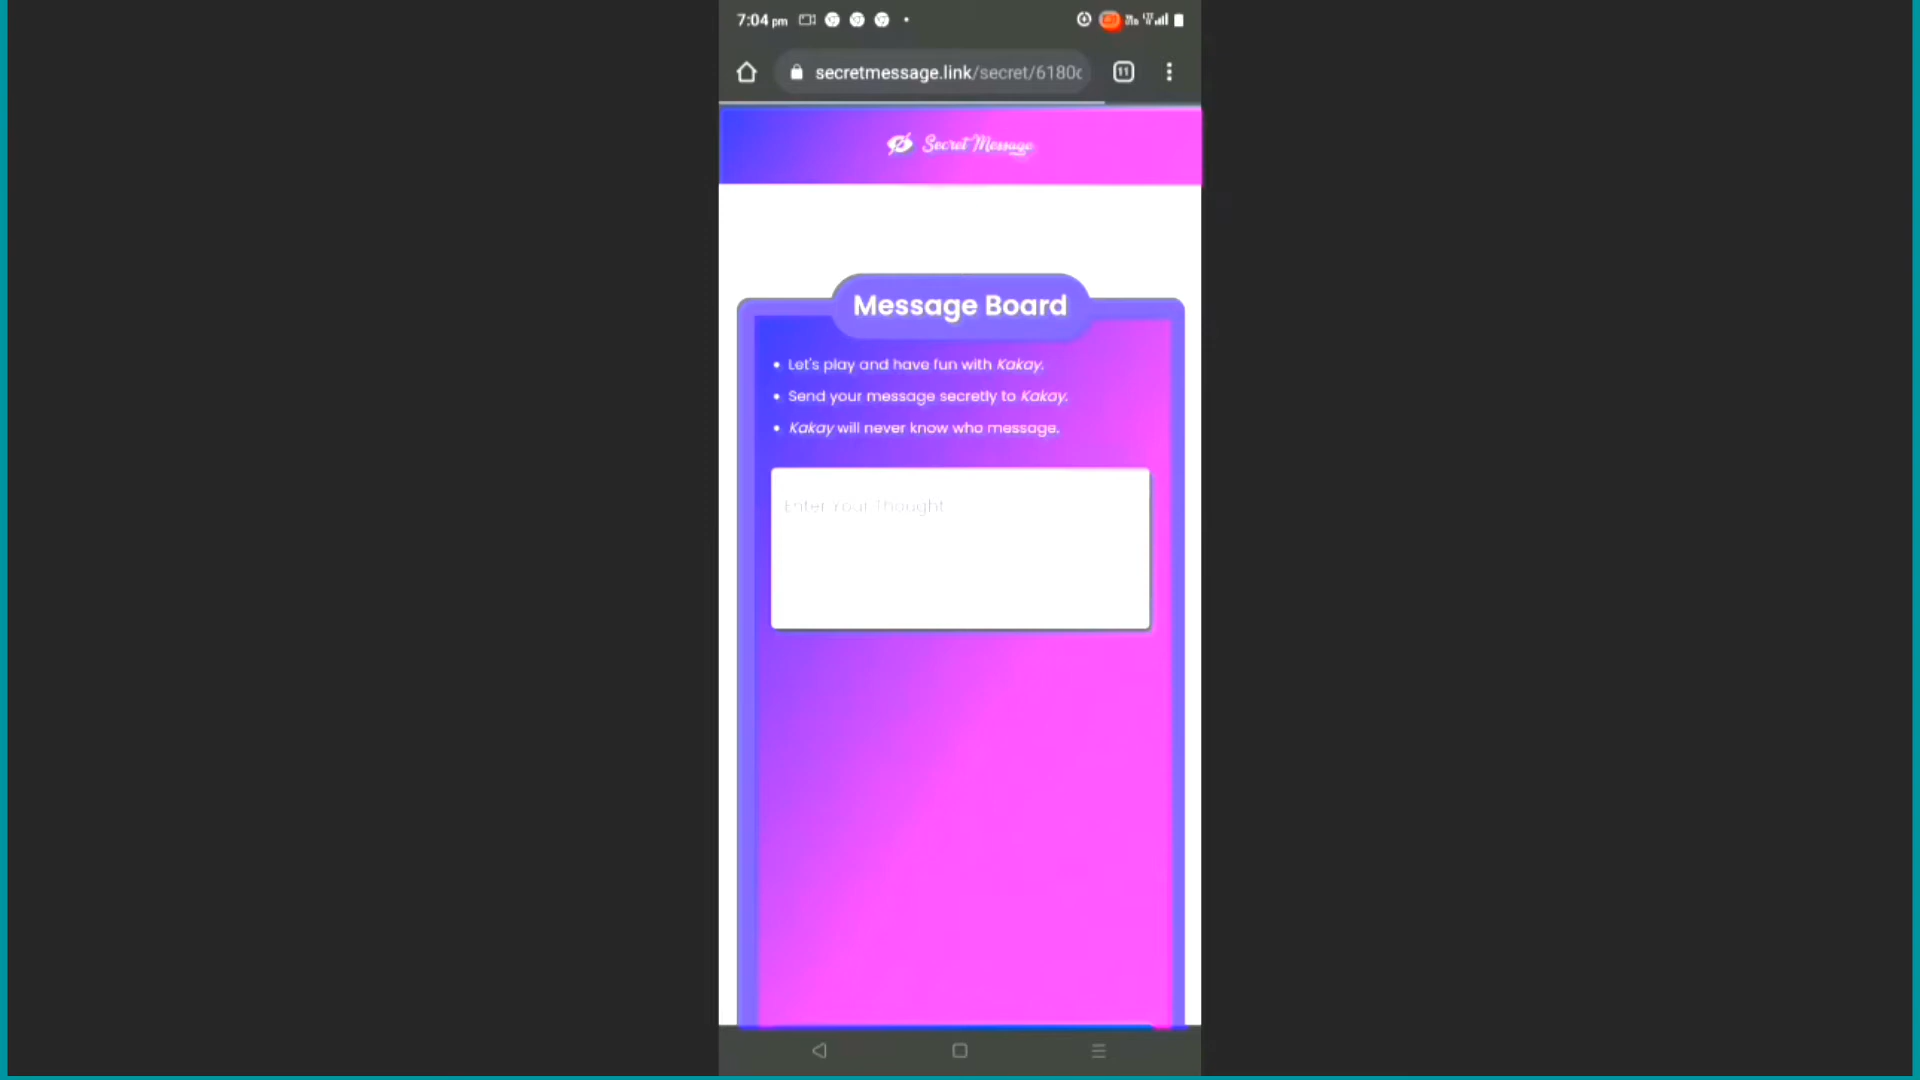 7:04 pm
secretmessage.link/secret/6180c
11
Secret Message
Message Board
• Let's play and have fun with Kakay.
• Send your message secretly to Kakay.
• Kakay will never know who message.
Enter Your Thought